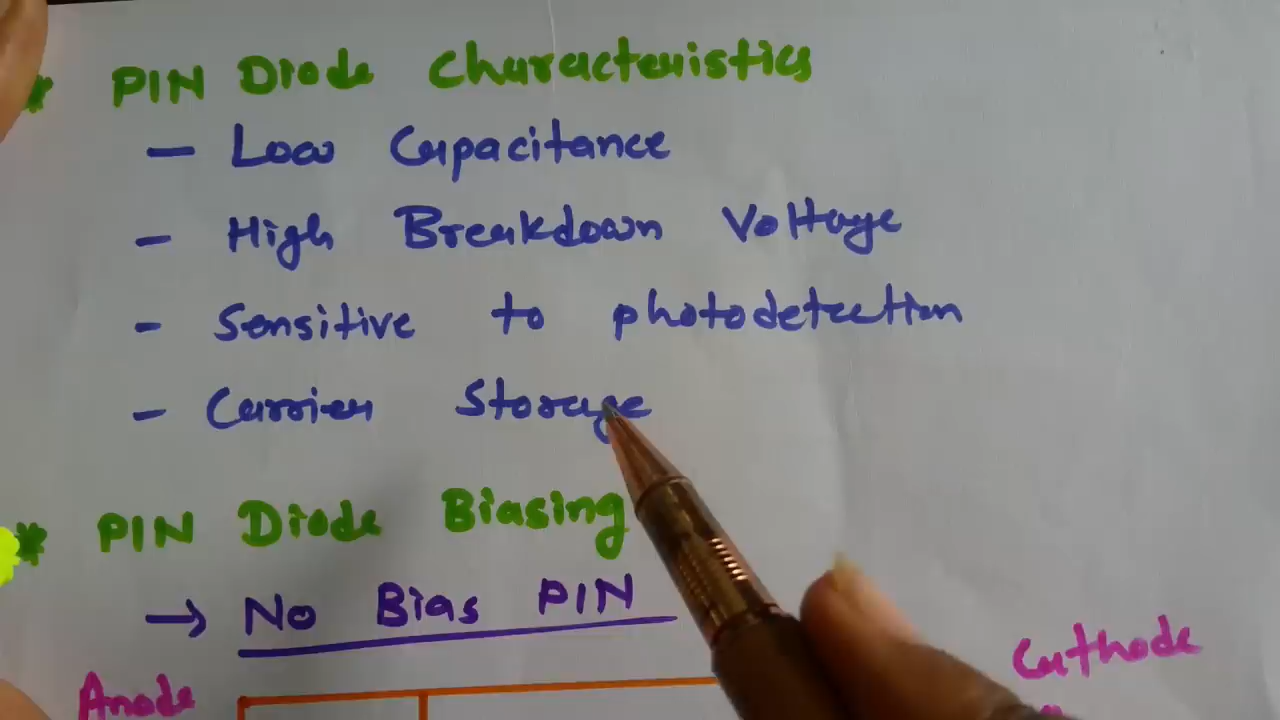 * PIN Diode Characteristics
- Low Capacitance
- High Breakdown Voltage
- Sensitive to photodetection
- Carrier Storage
* PIN Diode Biasing
→ No Bias PIN
Anode Cathode